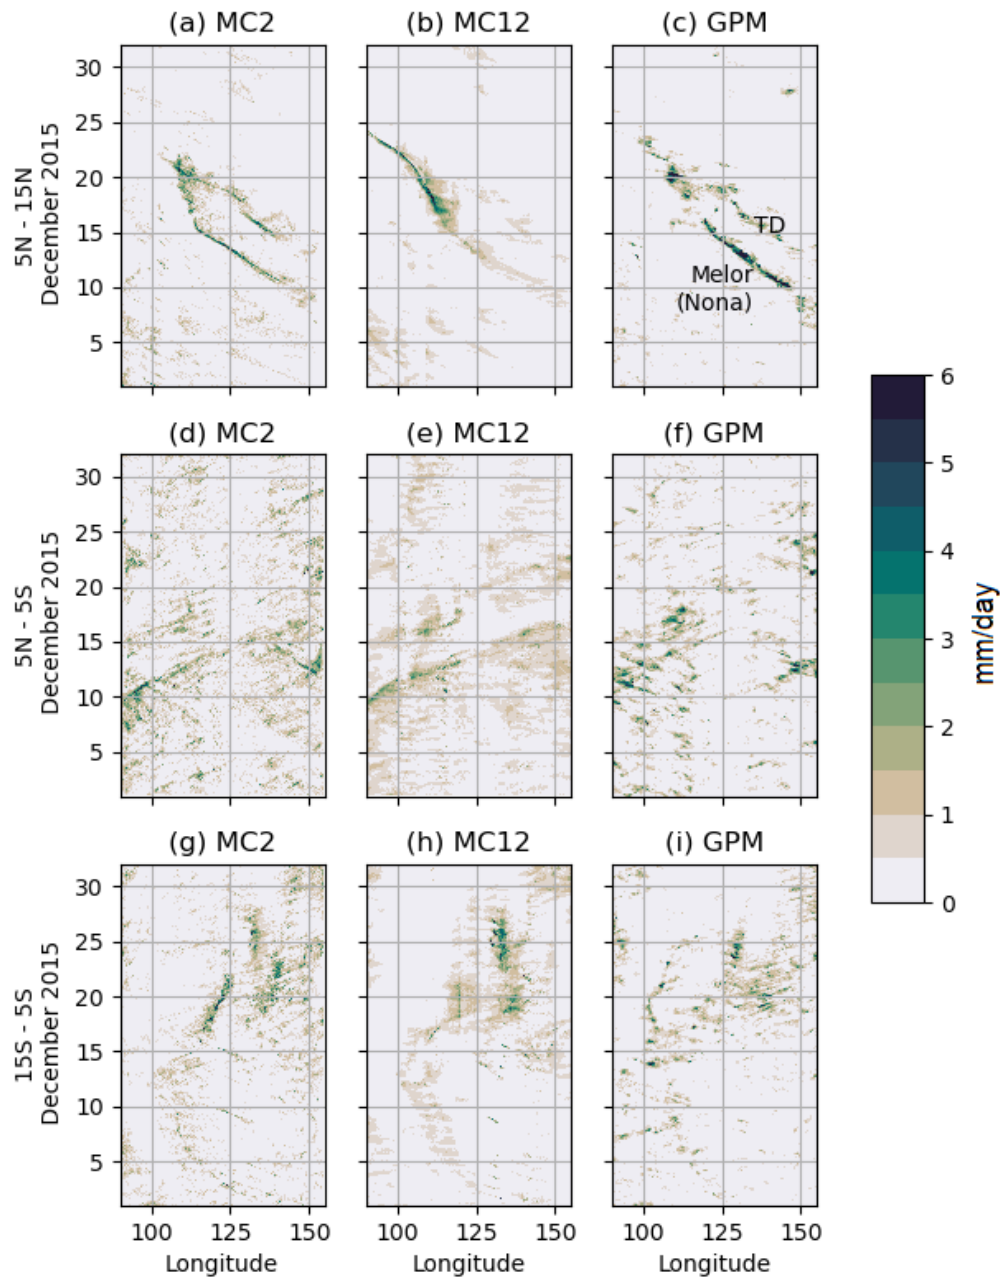 (a) MC2
(b) MC12
(c) GPM
30
25
20
15
10
5
5N - 15N
December 2015
TD
Melor
(Nona)
(d) MC2
(e) MC12
(f) GPM
30
25
20
15
10
5
5N - 5S
December 2015
6
5
4
3
2
1
0
mm/day
(g) MC2
(h) MC12
(i) GPM
30
25
20
15
10
5
15S - 5S
December 2015
100 125 150
100 125 150
100 125 150
Longitude
Longitude
Longitude